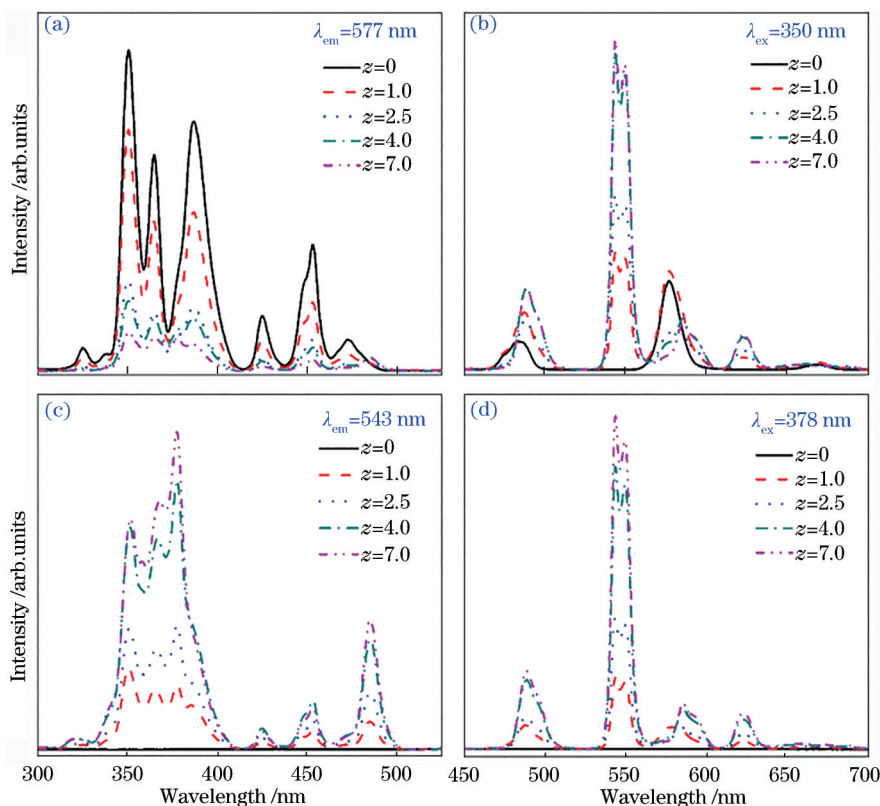 (a)
λem=577 nm
z=0
z=1.0
z=2.5
z=4.0
z=7.0
(b)
λex=350 nm
z=0
z=1.0
z=2.5
z=4.0
z=7.0
Intensity /arb.units
(c)
λem=543 nm
z=0
z=1.0
z=2.5
z=4.0
z=7.0
(d)
λex=378 nm
z=0
z=1.0
z=2.5
z=4.0
z=7.0
Intensity /arb.units
300 350 400 450 500
Wavelength /nm
450 500 550 600 650 700
Wavelength /nm